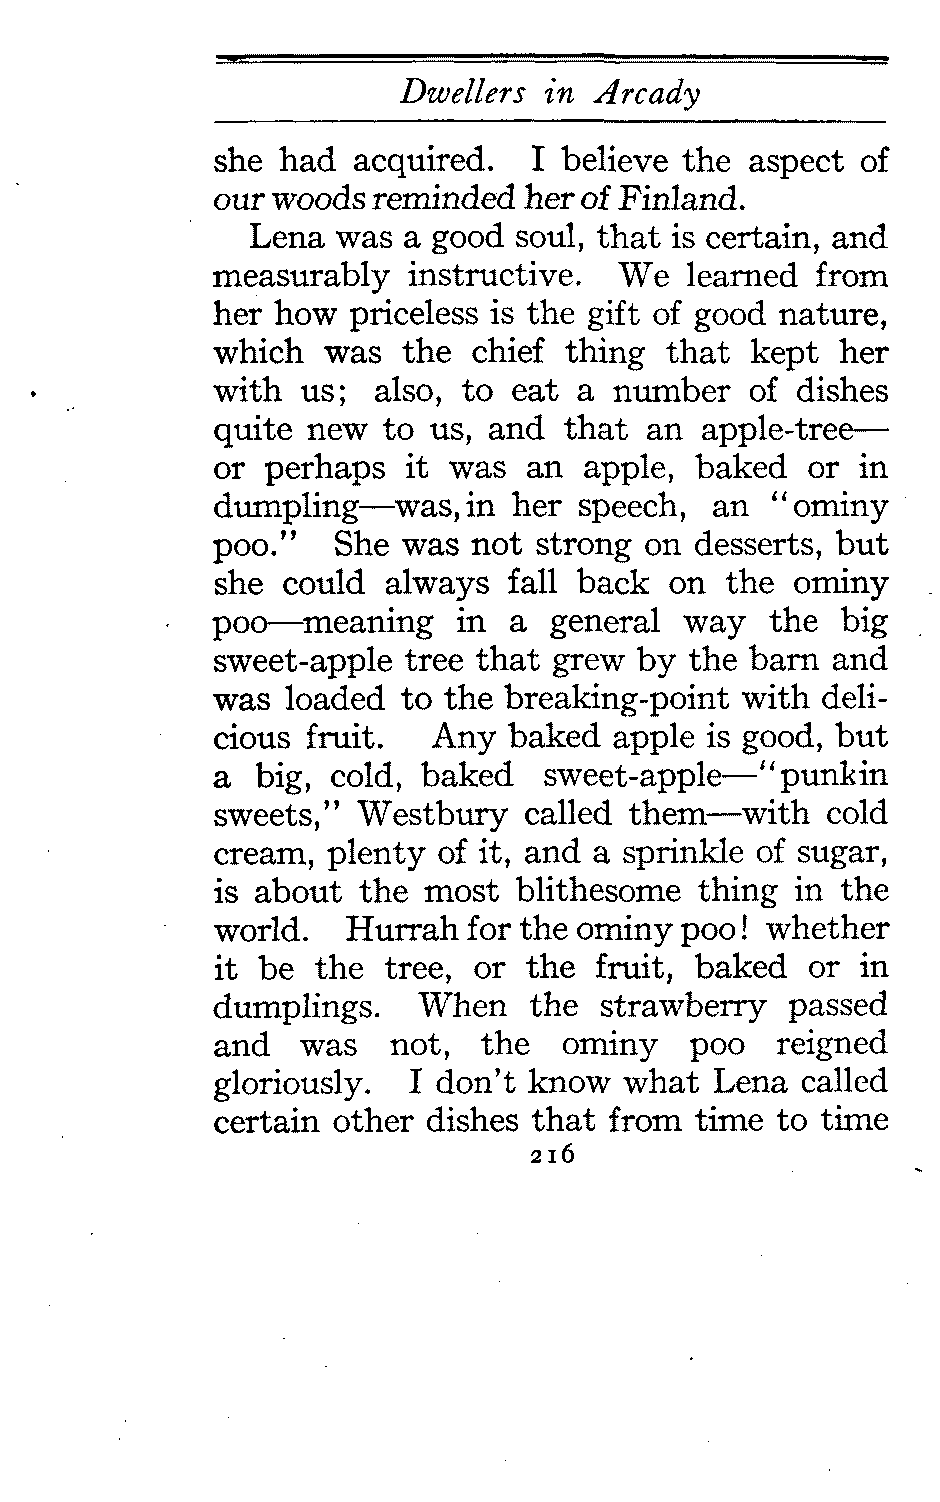 Dwellers in Arcady
she had acquired. I believe the aspect of
our woods reminded her of Finland.
Lena was a good soul, that is certain, and
measurably instructive. We learned from
her how priceless is the gift of good nature,
which was the chief thing that kept her
with us; also, to eat a number of dishes
quite new to us, and that an apple-tree—
or perhaps it was an apple, baked or in
dumpling—was, in her speech, an "ominy
poo." She was not strong on desserts, but
she could always fall back on the ominy
poo—meaning in a general way the big
sweet-apple tree that grew by the barn and
was loaded to the breaking-point with deli-
cious fruit. Any baked apple is good, but
a big, cold, baked sweet-apple—"punkin
sweets," Westbury called them—with cold
cream, plenty of it, and a sprinkle of sugar,
is about the most blithesome thing in the
world. Hurrah for the ominy poo! whether
it be the tree, or the fruit, baked or in
dumplings. When the strawberry passed
and was not, the ominy poo reigned
gloriously. I don't know what Lena called
certain other dishes that from time to time
216